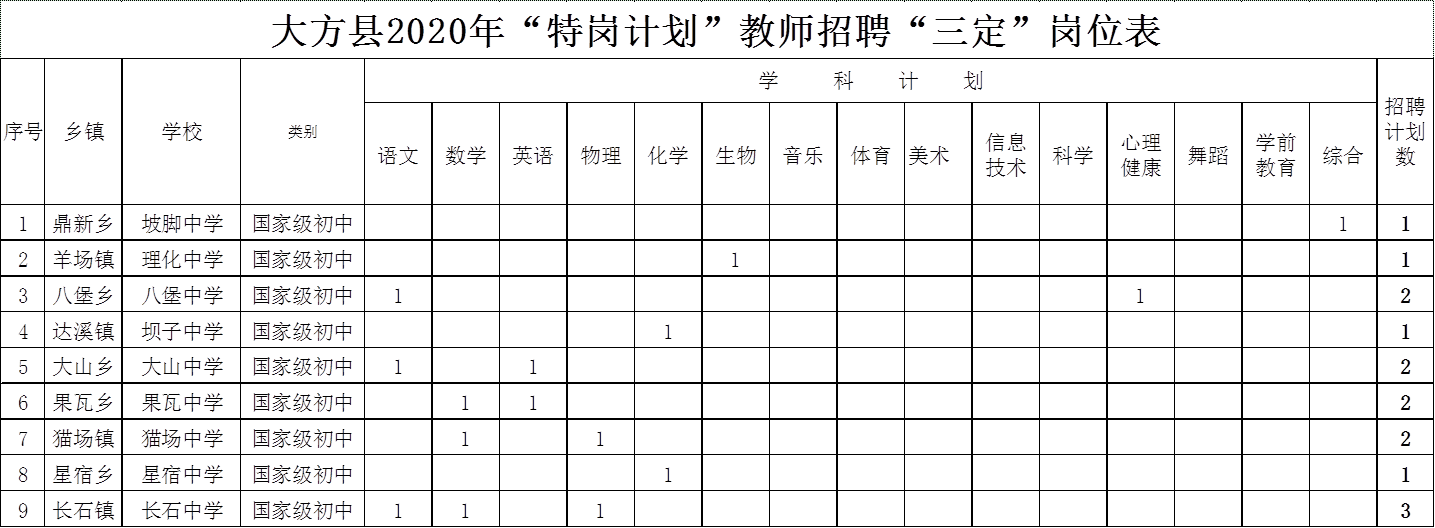 大方县2020年“特岗计划”教师招聘“三定”岗位表
序号 乡镇 学校 类别 学科计划 招聘计划数
语文 数学 英语 物理 化学 生物 音乐 体育 美术 信息技术 科学 心理健康 舞蹈 学前教育 综合
1 鼎新乡 坡脚中学 国家级初中 1 1
2 羊场镇 理化中学 国家级初中 1 1
3 八堡乡 八堡中学 国家级初中 1 1 2
4 达溪镇 坝子中学 国家级初中 1 1
5 大山乡 大山中学 国家级初中 1 1 2
6 果瓦乡 果瓦中学 国家级初中 1 1 2
7 猫场镇 猫场中学 国家级初中 1 1 2
8 星宿乡 星宿中学 国家级初中 1 1
9 长石镇 长石中学 国家级初中 1 1 1 3